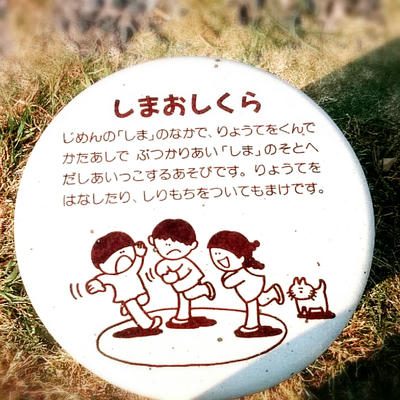 しまおしくら
じめんの「しま」のなかで、りょうてをくんで
かたあしで ぶつかりあい「しま」のそとへ
だしあいっこするあそびです。りょうてを
はなしたり、しりもちをついてもまけです。